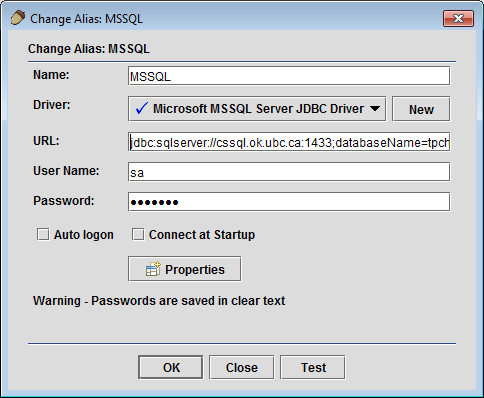 Change Alias: MSSQL
Change Alias: MSSQL
Name: MSSQL
Driver: Microsoft MSSQL Server JDBC Driver New
URL: jdbc:sqlserver://cssql.ok.ubc.ca:1433;databaseName=tpch
User Name: sa
Password: •••••••
Auto logon Connect at Startup
Properties
Warning - Passwords are saved in clear text
OK Close Test